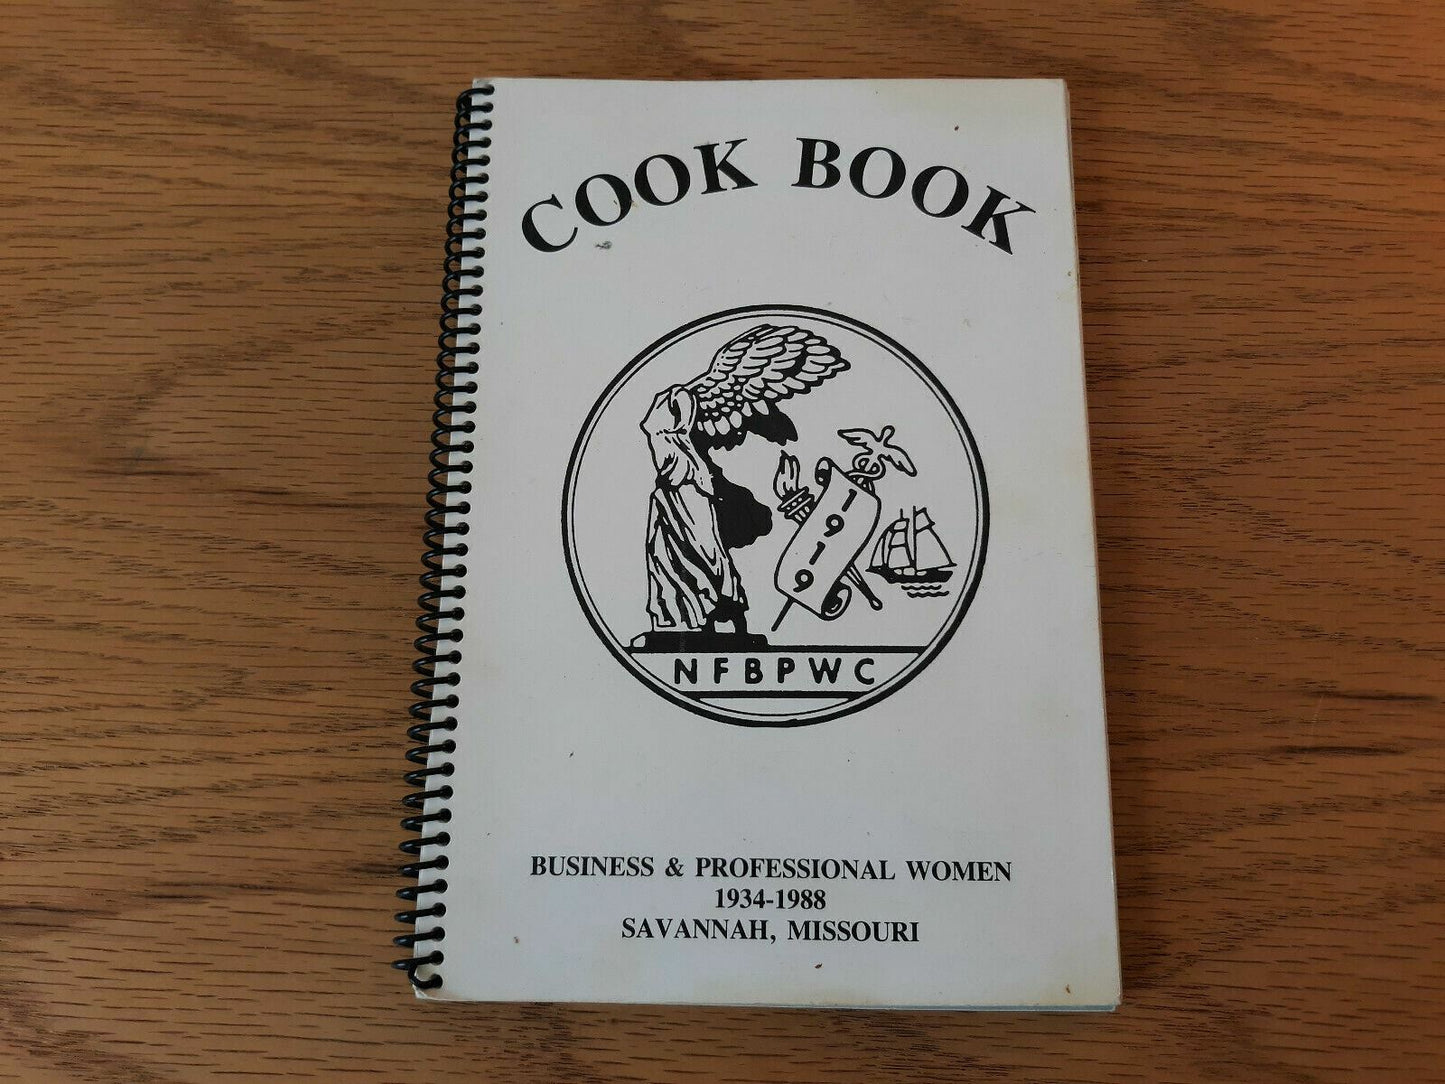 COOK BOOK
1919
NFBPWC
BUSINESS & PROFESSIONAL WOMEN
1934-1988
SAVANNAH, MISSOURI